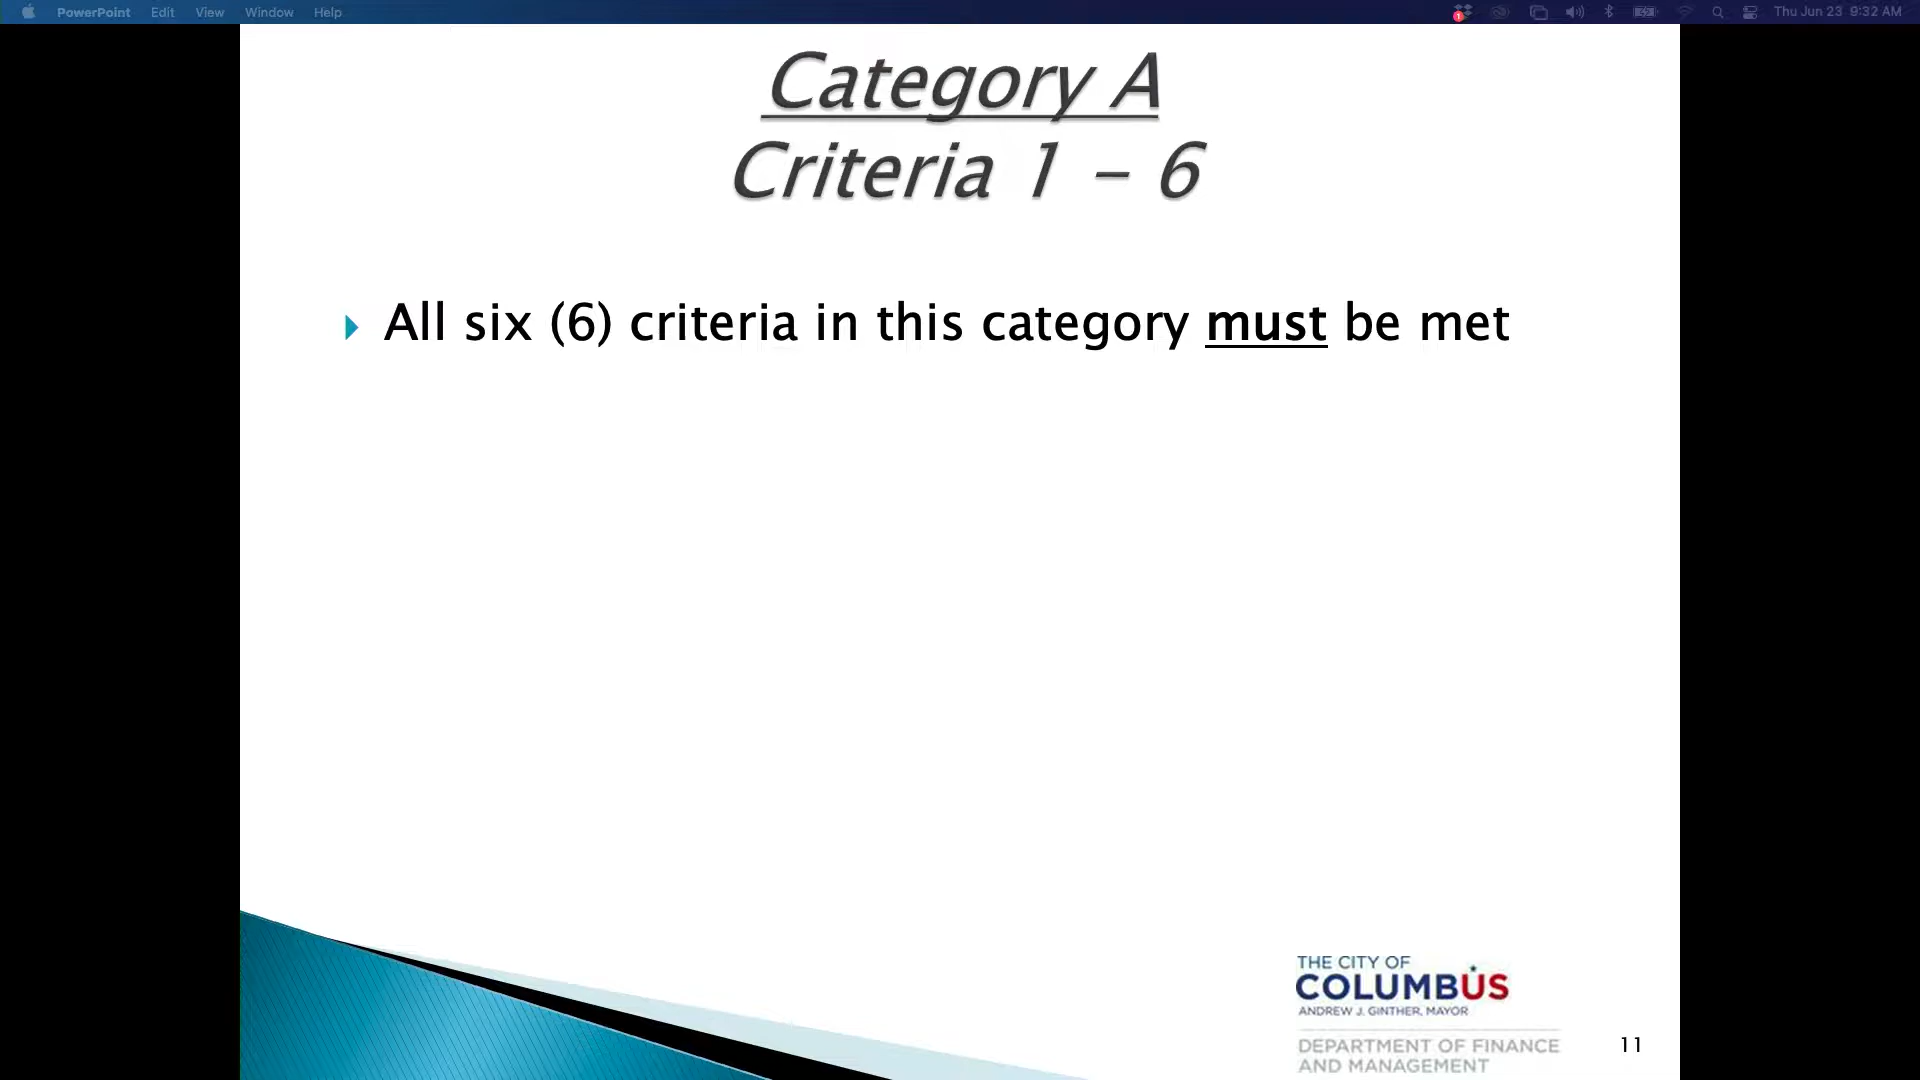 PowerPoint Edit View Window Help
1
Thu Jun 23 9:32 AM
Category A
Criteria 1 – 6
All six (6) criteria in this category must be met
THE CITY OF
COLUMBUS
ANDREW J. GINTHER, MAYOR
DEPARTMENT OF FINANCE
AND MANAGEMENT
11